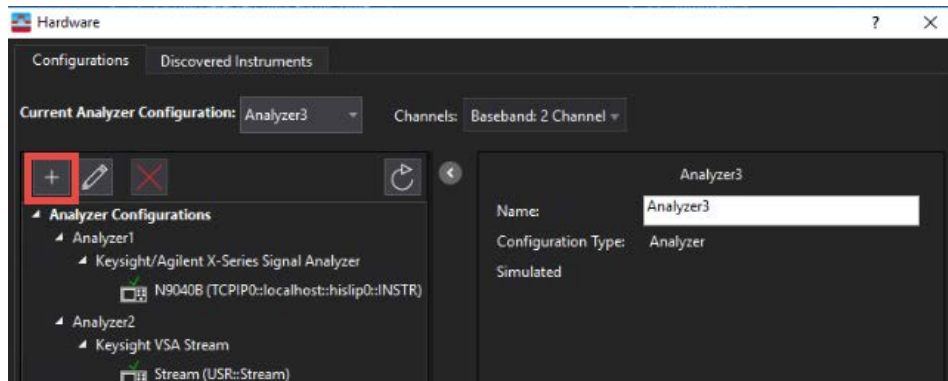 Hardware
?
Configurations Discovered Instruments
Current Analyzer Configuration: Analyzer3 Channels: Baseband: 2 Channel
Analyzer3
Analyzer Configurations
Name: Analyzer3
Analyzer1
Configuration Type: Analyzer
Keysight/Agilent X-Series Signal Analyzer
Simulated
N9040B (TCPIP0::localhost::hislip0::INSTR)
Analyzer2
Keysight VSA Stream
Stream (USR::Stream)